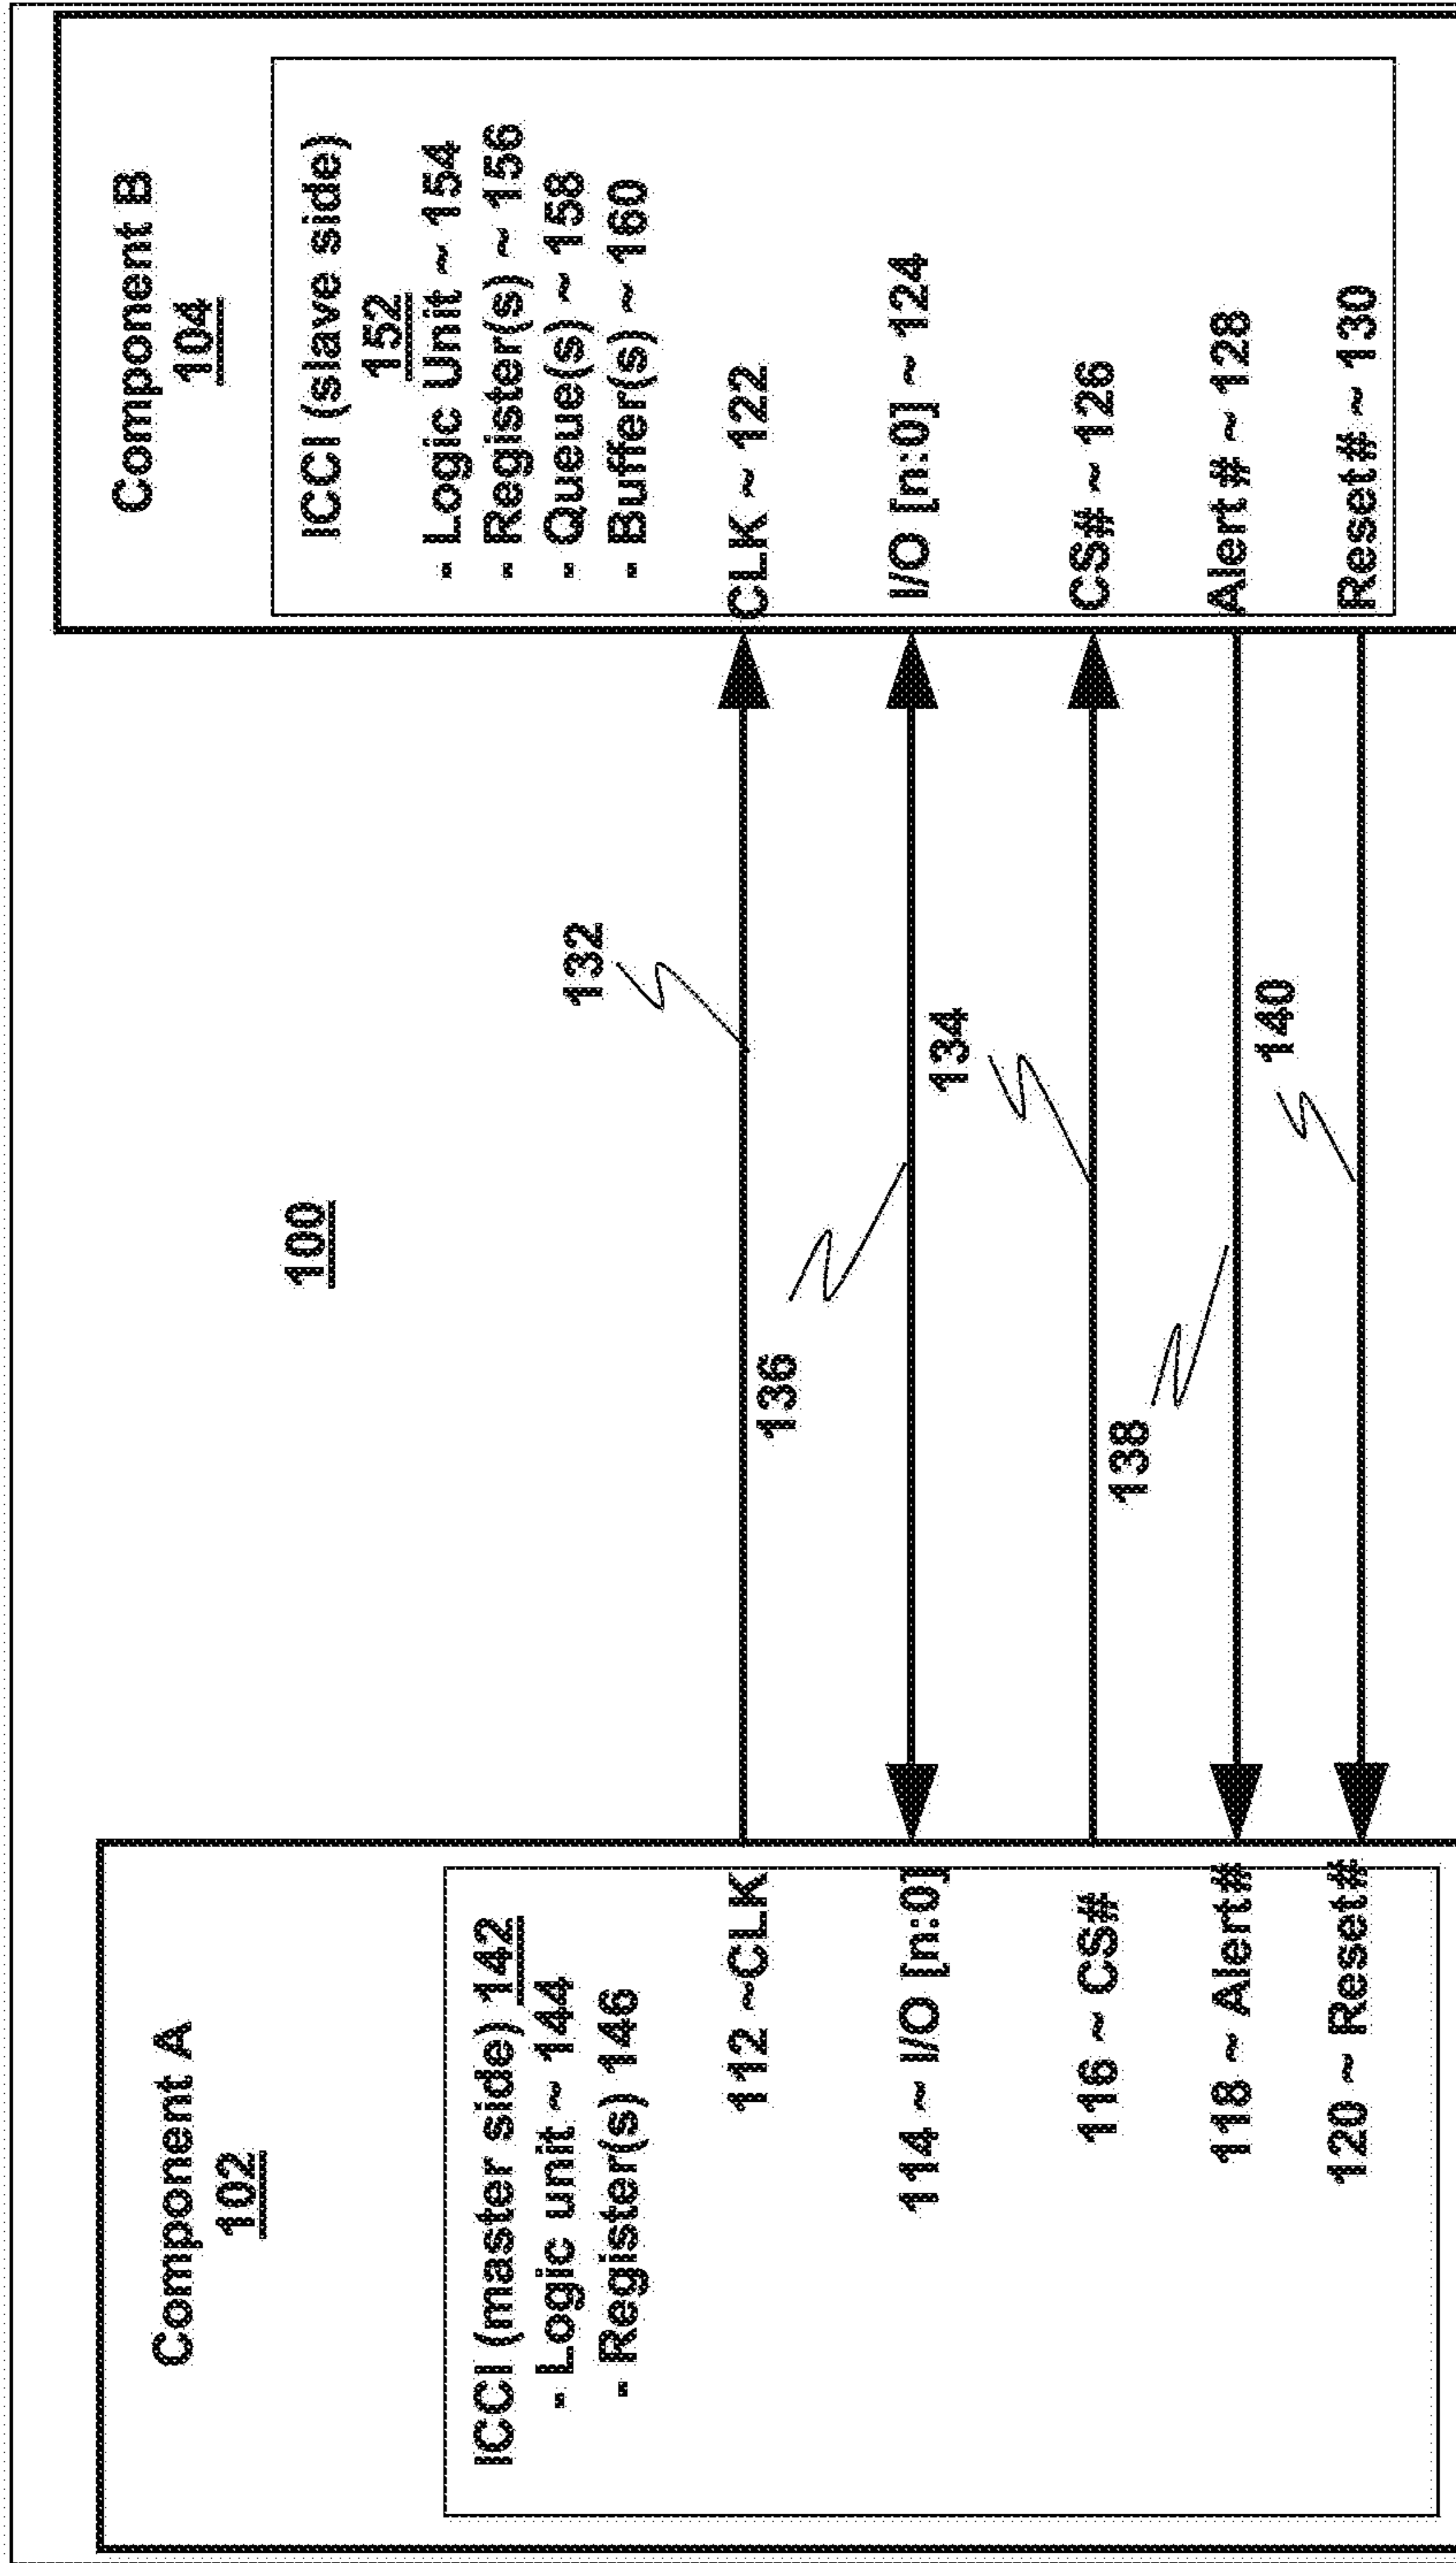 100
Component A
102
ICCI (master side) 142
- Logic unit ~ 144
- Register(s) 146
112 ~CLK
114 ~ I/O [n:0]
116 ~ CS#
118 ~ Alert#
120 ~ Reset#
132
136
134
138
140
Component B
104
ICCI (slave side)
152
- Logic Unit ~ 154
- Register(s) ~ 156
- Queue(s) ~ 158
- Buffer(s) ~ 160
CLK ~ 122
I/O [n:0] ~ 124
CS# ~ 126
Alert # ~ 128
Reset# ~ 130